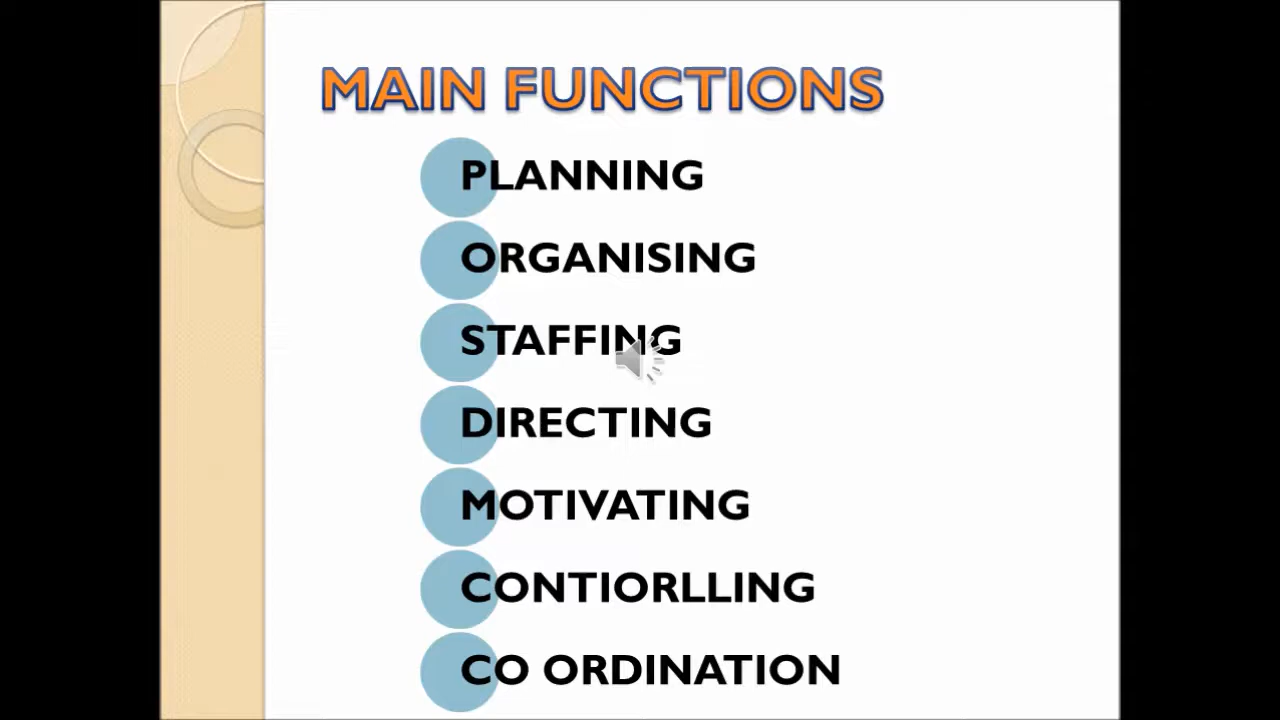 MAIN FUNCTIONS
PLANNING
ORGANISING
STAFFING
DIRECTING
MOTIVATING
CONTIORLLING
CO ORDINATION